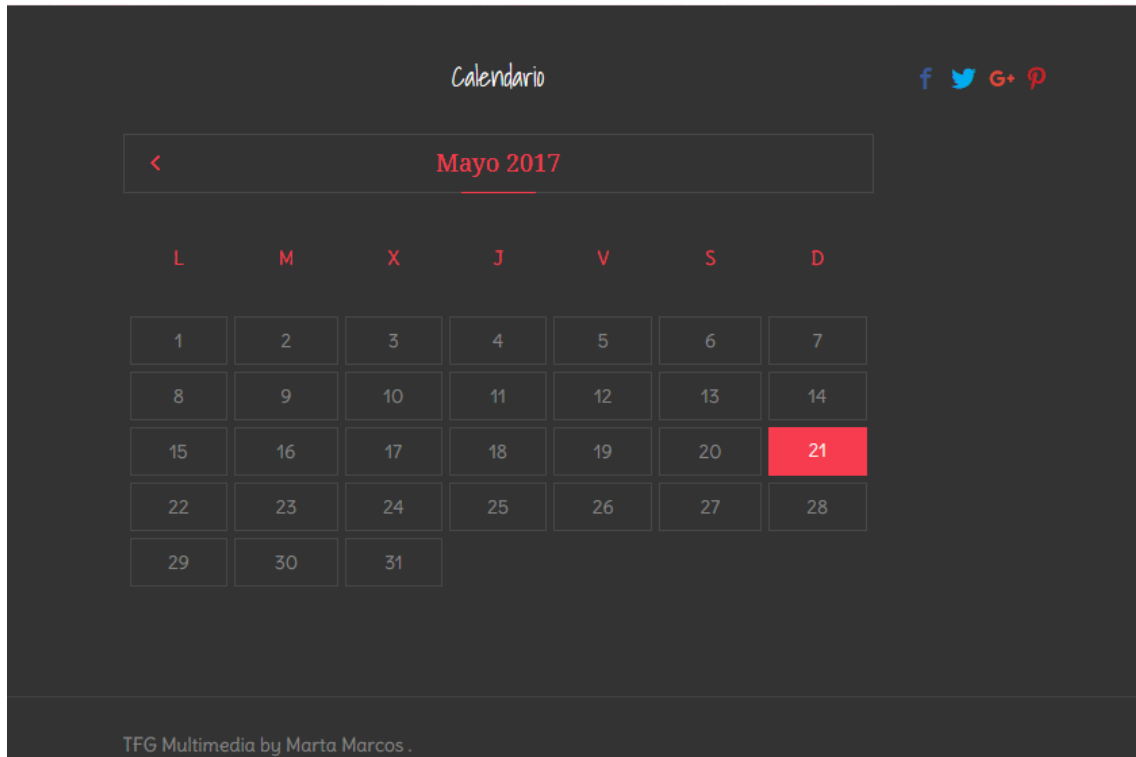 Calendario
Mayo 2017
L M X J V S D
1 2 3 4 5 6 7
8 9 10 11 12 13 14
15 16 17 18 19 20 21
22 23 24 25 26 27 28
29 30 31
TFG Multimedia by Marta Marcos .